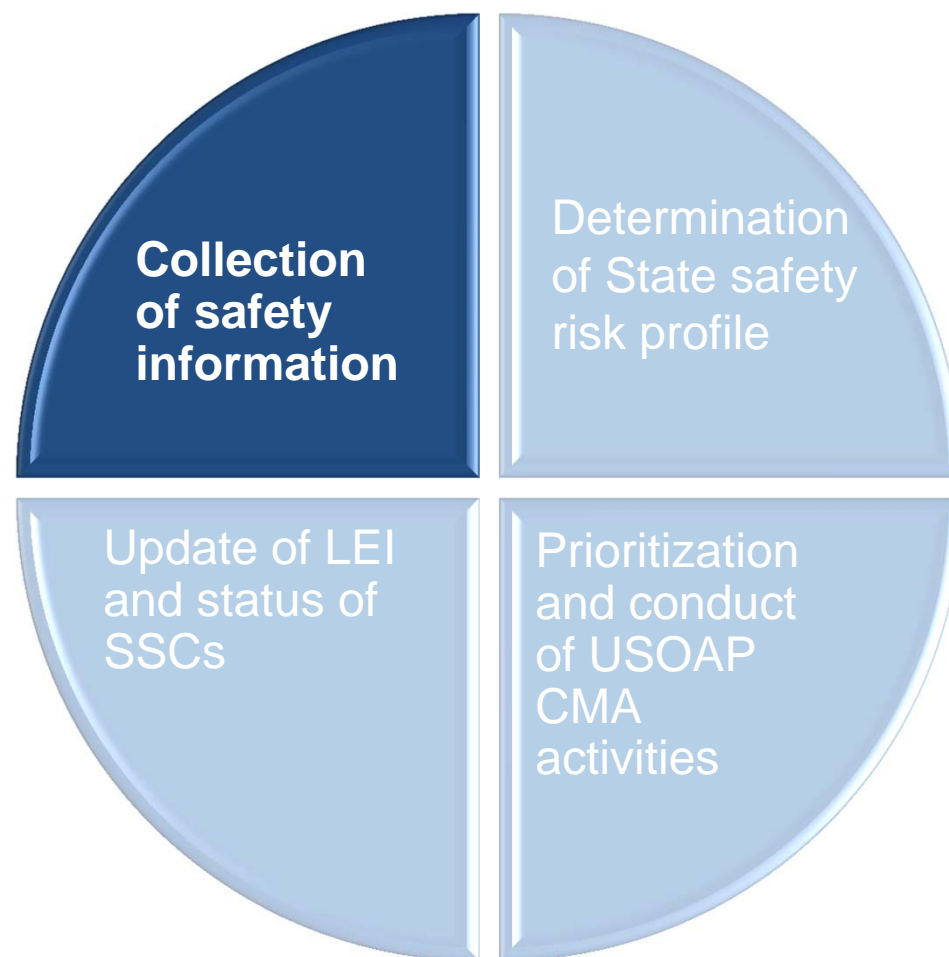 Collection
of safety
information
Determination
of State safety
risk profile
Update of LEI
and status of
SSCs
Prioritization
and conduct
of USOAP
CMA
activities